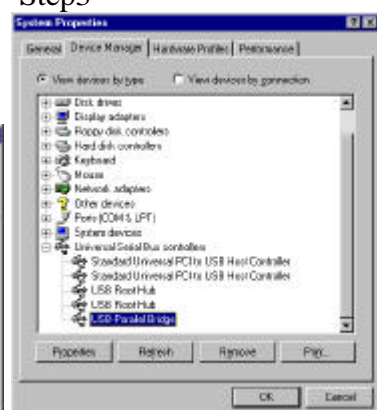 Step3
System Properties
General Device Manager Hardware Profiles Performance
View devices by type View devices by connection
Disk drives
Display adapters
Floppy disk controllers
Hard disk controllers
Keyboard
Mouse
Network adapters
Other devices
Ports (COM & LPT)
System devices
Universal Serial Bus controllers
Standard Universal PCI to USB Host Controller
Standard Universal PCI to USB Host Controller
USB Root Hub
USB Root Hub
USB-Parallel Bridge
Properties Refresh Remove Print...
OK Cancel